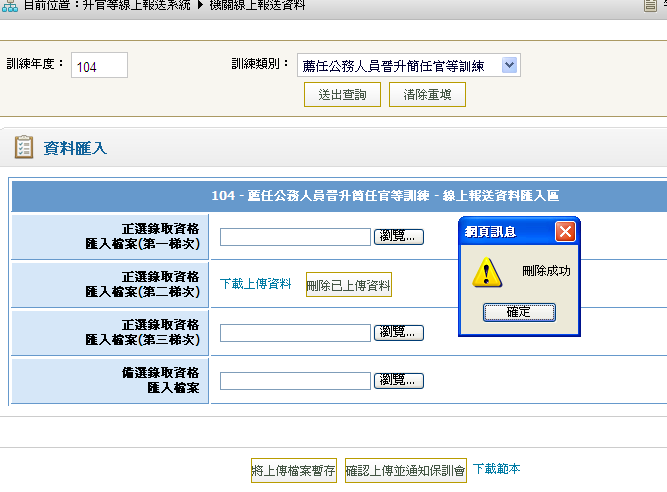 目前位置：升官等線上報送系統 ▶ 機關線上報送資料
訓練年度： 104 訓練類別： 薦任公務人員晉升簡任官等訓練
送出查詢 清除重填
資料匯入
104 - 薦任公務人員晉升簡任官等訓練 - 線上報送資料匯入區
正選錄取資格
匯入檔案(第一梯次) 瀏覽...
正選錄取資格
匯入檔案(第二梯次) 下載上傳資料 刪除已上傳資料
正選錄取資格
匯入檔案(第三梯次) 瀏覽...
備選錄取資格
匯入檔案 瀏覽...
網頁訊息
刪除成功
確定
將上傳檔案暫存 確認上傳並通知保訓會 下載範本